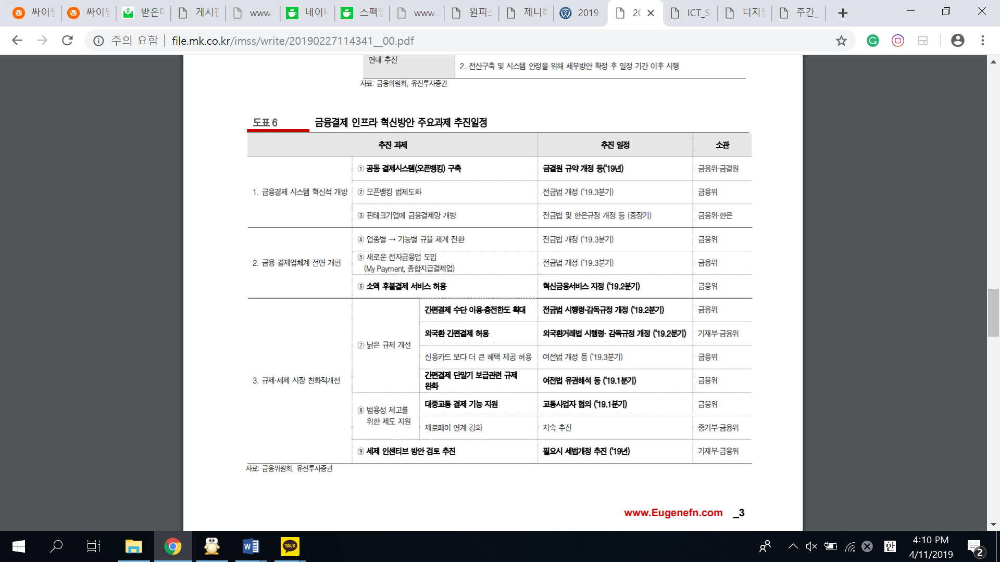 싸이월
싸이월
받은
게시판
www.
네이버
스펙업
www.
원피스
제니하
2019-
20
ICT_S
디지털
주간_
주의 요함
file.mk.co.kr/imss/write/20190227114341__00.pdf
연내 추진
2. 전산구축 및 시스템 안정을 위해 세부방안 확정 후 일정 기간 이후 시행
자료: 금융위원회, 유진투자증권
도표 6 금융결제 인프라 혁신방안 주요과제 추진일정
추진 과제 추진 일정 소관
1. 금융결제 시스템 혁신적 개방
① 공동 결제시스템(오픈뱅킹) 구축 금결원 규약 개정 등('19년) 금융위·금결원
② 오픈뱅킹 법제도화 전금법 개정 ('19.3분기) 금융위
③ 핀테크기업에 금융결제망 개방 전금법 및 한은규정 개정 등 (중장기) 금융위·한은
2. 금융 결제업체계 전면 개편
④ 업종별 → 기능별 규율 체계 전환 전금법 개정 ('19.3분기) 금융위
⑤ 새로운 전자금융업 도입
(My Payment, 종합지급결제업) 전금법 개정 ('19.3분기) 금융위
⑥ 소액 후불결제 서비스 허용 혁신금융서비스 지정 ('19.2분기) 금융위
3. 규제·세제 시장 친화적개선
⑦ 낡은 규제 개선
간편결제 수단 이용·충전한도 확대 전금법 시행령·감독규정 개정 ('19.2분기) 금융위
외국환 간편결제 허용 외국환거래법 시행령· 감독규정 개정 ('19.2분기) 기재부·금융위
신용카드 보다 더 큰 혜택 제공 허용 여전법 개정 등 ('19.3분기) 금융위
간편결제 단말기 보급관련 규제
완화 여전법 유권해석 등 ('19.1분기) 금융위
⑧ 범용성 제고를
위한 제도 지원
대중교통 결제 기능 지원 교통사업자 협의 ('19.1분기) 금융위
제로페이 연계 강화 지속 추진 중기부·금융위
⑨ 세제 인센티브 방안 검토 추진 필요시 세법개정 추진 ('19년) 기재부·금융위
자료: 금융위원회, 유진투자증권
www.Eugenefn.com _3
TALK
한
4:10 PM
4/11/2019
2